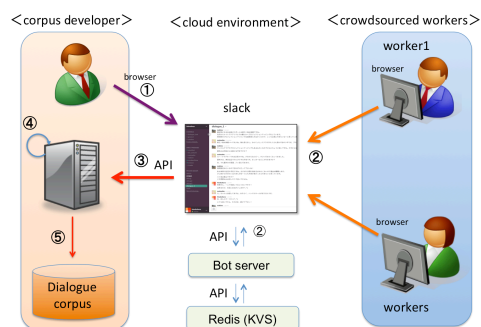 ＜corpus developer＞
＜cloud environment＞
＜crowdsourced workers＞
worker1
browser
①
browser
slack
④
③ API
②
⑤
API ②
browser
Bot server
Dialogue
corpus
API
workers
Redis (KVS)